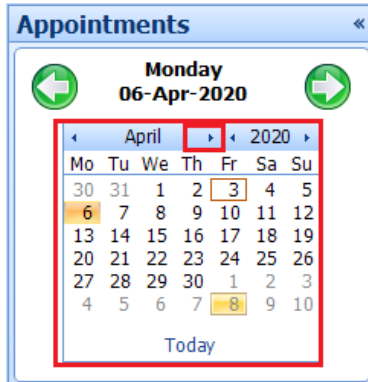 Appointments «
Monday
06-Apr-2020
April 2020
Mo Tu We Th Fr Sa Su
30 31 1 2 3 4 5
6 7 8 9 10 11 12
13 14 15 16 17 18 19
20 21 22 23 24 25 26
27 28 29 30 1 2 3
4 5 6 7 8 9 10
Today